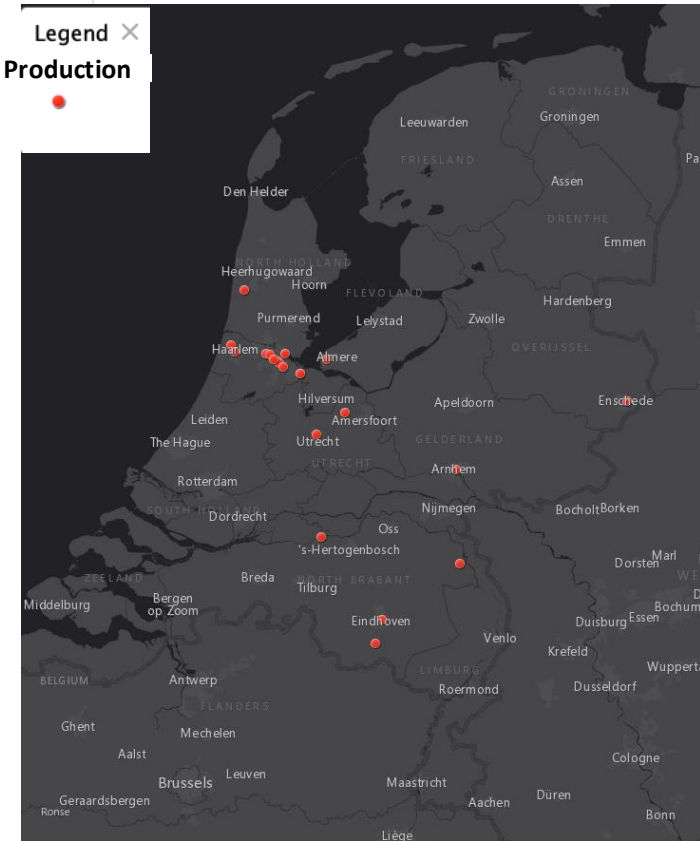 Legend
Production
GRONINGEN
Groningen
Leeuwarden
FRIESLAND
Assen
Den Helder
DRENTHE
Emmen
NORTH HOLLAND
Heerhugowaard
Hoorn
FLEVOLAND
Hardenberg
Purmerend
Lelystad
Zwolle
Haarlem
Almere
OVERIJSSEL
Hilversum
Apeldoorn
Enschede
Leiden
Amersfoort
The Hague
Utrecht
GELDERLAND
UTRECHT
Arnhem
Rotterdam
SOUTH HOLLAND
Dordrecht
Nijmegen
Bocholt
Borken
Oss
's-Hertogenbosch
Marl
Dorsten
ZEELAND
Breda
NORTH BRABANT
WE
Tilburg
Middelburg
Bergen
op Zoom
Bochum
Essen
Duisburg
Eindhoven
Venlo
Krefeld
Wupperta
LIMBURG
BELGIUM
Antwerp
Roermond
Dusseldorf
FLANDERS
Ghent
Mechelen
Aalst
Cologne
Leuven
Brussels
Maastricht
Geraardsbergen
Aachen
Düren
Ronse
Bonn
Liège